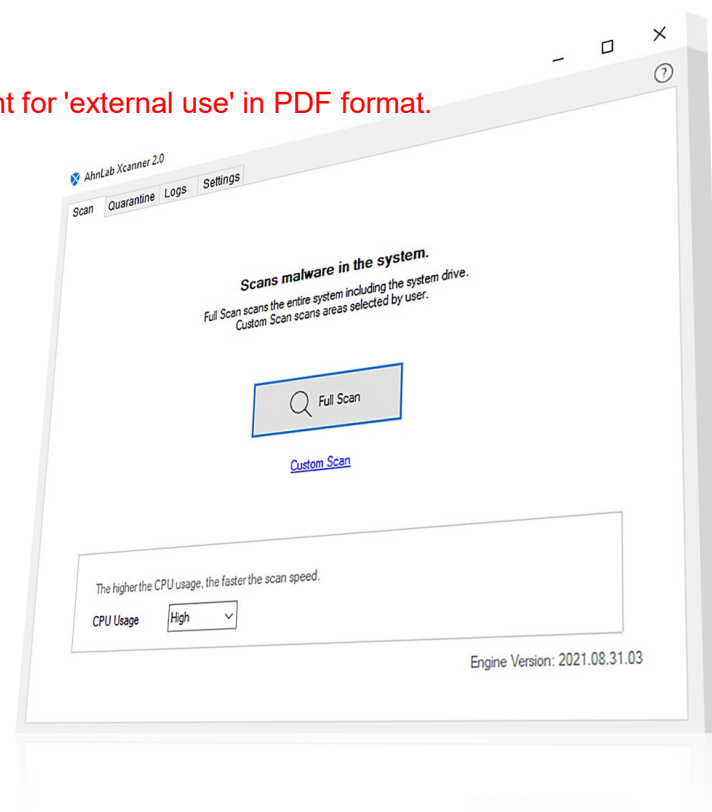 nt for 'external use' in PDF format.
AhnLab Xcanner 2.0
Scan Quarantine Logs Settings
Scans malware in the system.
Full Scan scans the entire system including the system drive.
Custom Scan scans areas selected by user.
Full Scan
Custom Scan
The higher the CPU usage, the faster the scan speed.
CPU Usage High
Engine Version: 2021.08.31.03